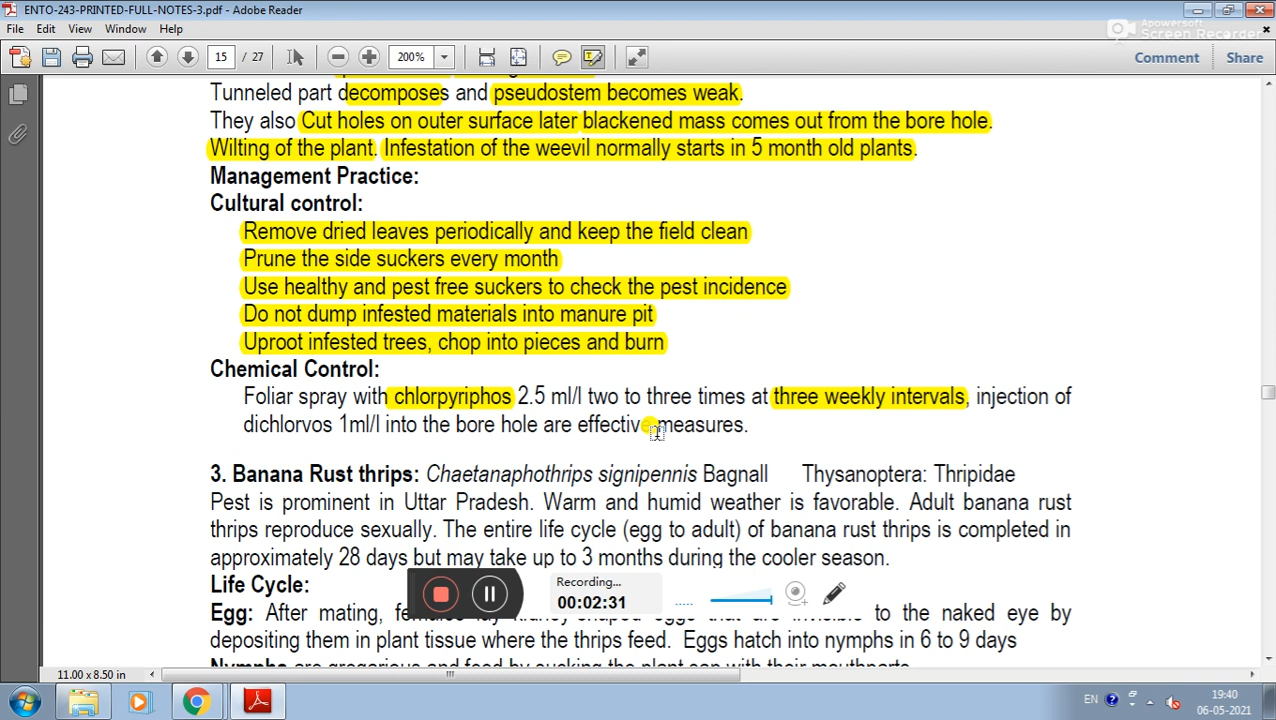 ENTO-243-PRINTED-FULL-NOTES-3.pdf - Adobe Reader
Apowersoft
Screen Recorder
File Edit View Window Help
15 / 27 200% Comment Share
Tunneled part decomposes and pseudostem becomes weak.
They also Cut holes on outer surface later blackened mass comes out from the bore hole.
Wilting of the plant. Infestation of the weevil normally starts in 5 month old plants.
Management Practice:
Cultural control:
Remove dried leaves periodically and keep the field clean
Prune the side suckers every month
Use healthy and pest free suckers to check the pest incidence
Do not dump infested materials into manure pit
Uproot infested trees, chop into pieces and burn
Chemical Control:
Foliar spray with chlorpyriphos 2.5 ml/l two to three times at three weekly intervals, injection of
dichlorvos 1ml/l into the bore hole are effective measures.
3. Banana Rust thrips: Chaetanaphothrips signipennis Bagnall Thysanoptera: Thripidae
Pest is prominent in Uttar Pradesh. Warm and humid weather is favorable. Adult banana rust
thrips reproduce sexually. The entire life cycle (egg to adult) of banana rust thrips is completed in
approximately 28 days but may take up to 3 months during the cooler season.
Life Cycle:
Recording...
00:02:31
Egg: After mating, to the naked eye by
depositing them in plant tissue where the thrips feed. Eggs hatch into nymphs in 6 to 9 days
11.00 x 8.50 in
EN
19:40
06-05-2021